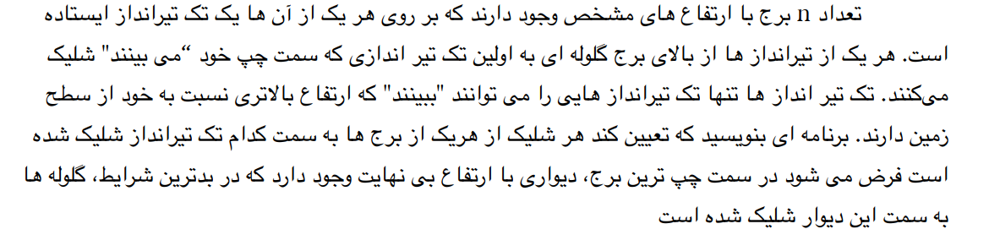 تعداد n برج با ارتفاع های مشخص وجود دارند که بر روی هر یک از آن ها یک تک تیرانداز ایستاده
است. هر یک از تیرانداز ها از بالای برج گلوله ای به اولین تک تیر اندازی که سمت چپ خود “می بینند" شلیک
می‌کنند. تک تیر انداز ها تنها تک تیرانداز هایی را می توانند "ببینند" که ارتفاع بالاتری نسبت به خود از سطح
زمین دارند. برنامه ای بنویسید که تعیین کند هر شلیک از هریک از برج ها به سمت کدام تک تیرانداز شلیک شده
است فرض می شود در سمت چپ ترین برج، دیواری با ارتفاع بی نهایت وجود دارد که در بدترین شرایط، گلوله ها
به سمت این دیوار شلیک شده است